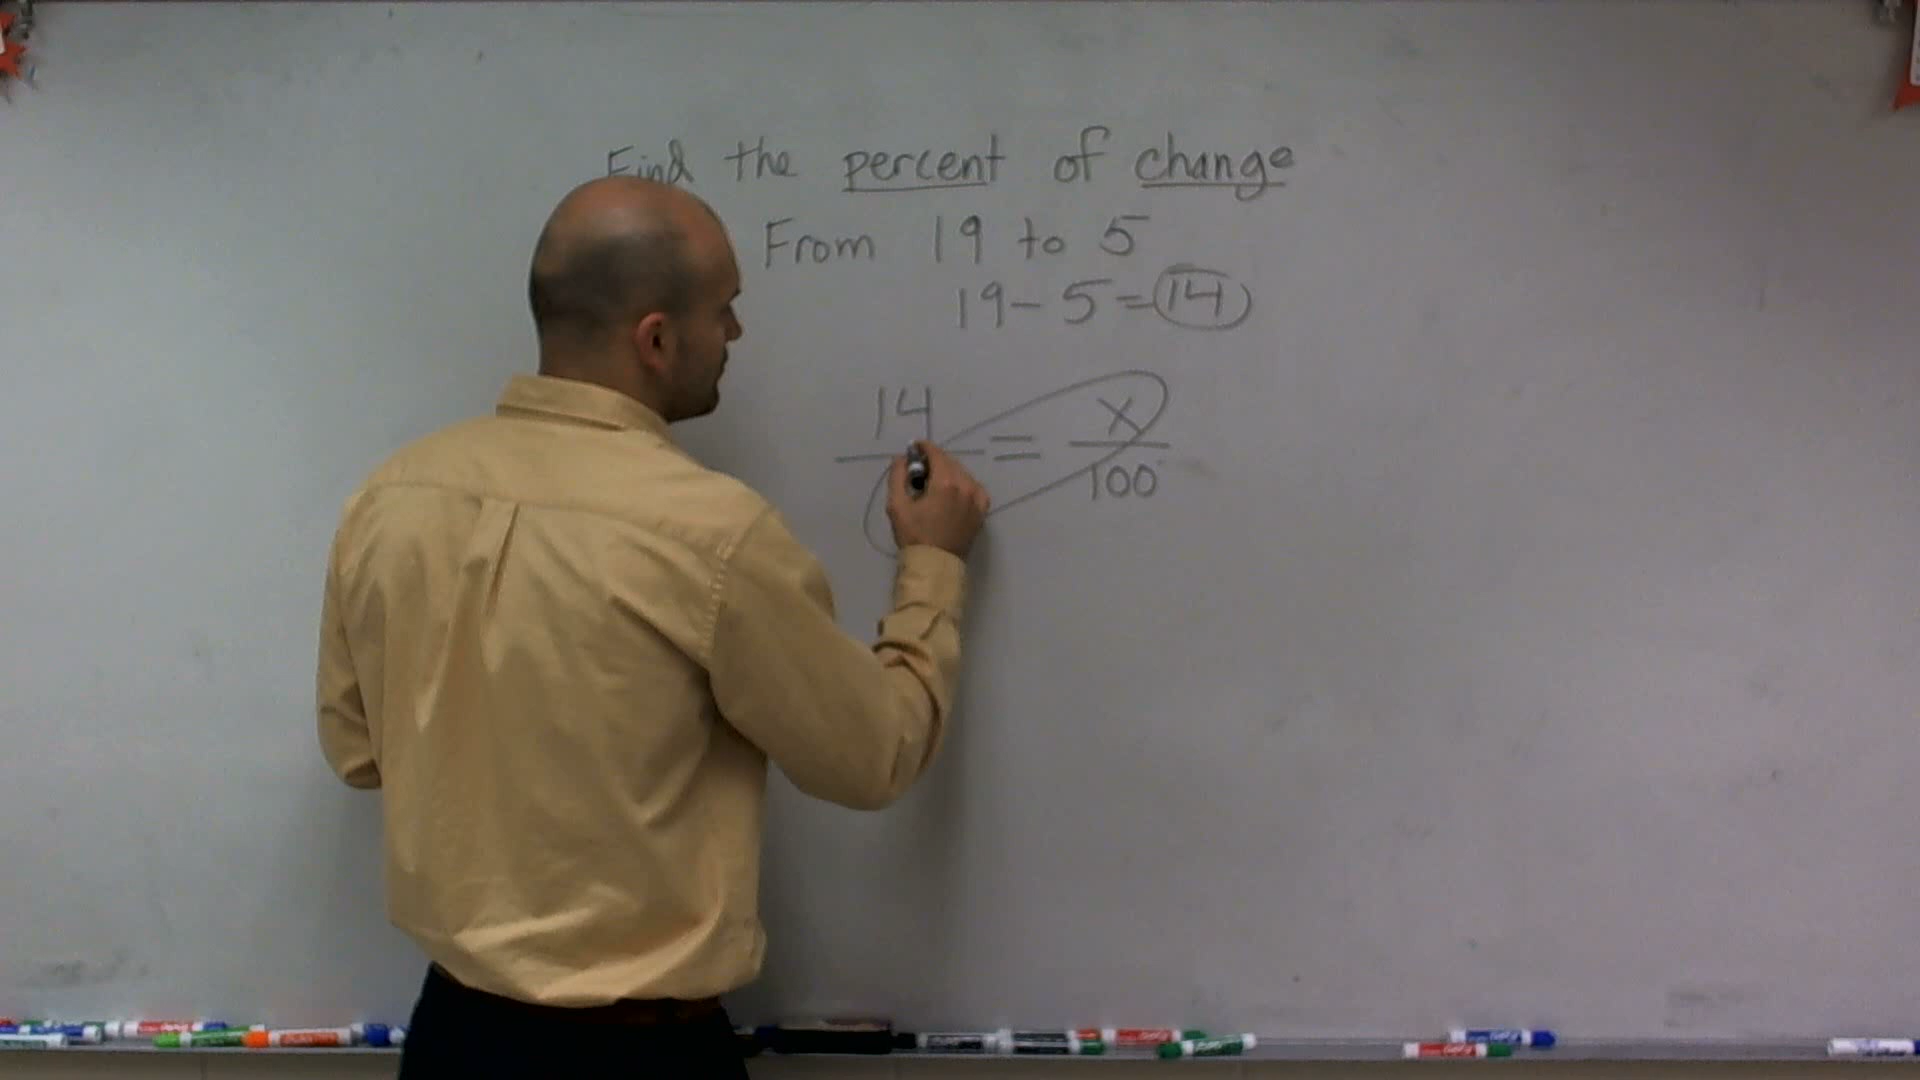 Find the percent of change
From 19 to 5
19 - 5 = 14
14 = x
100